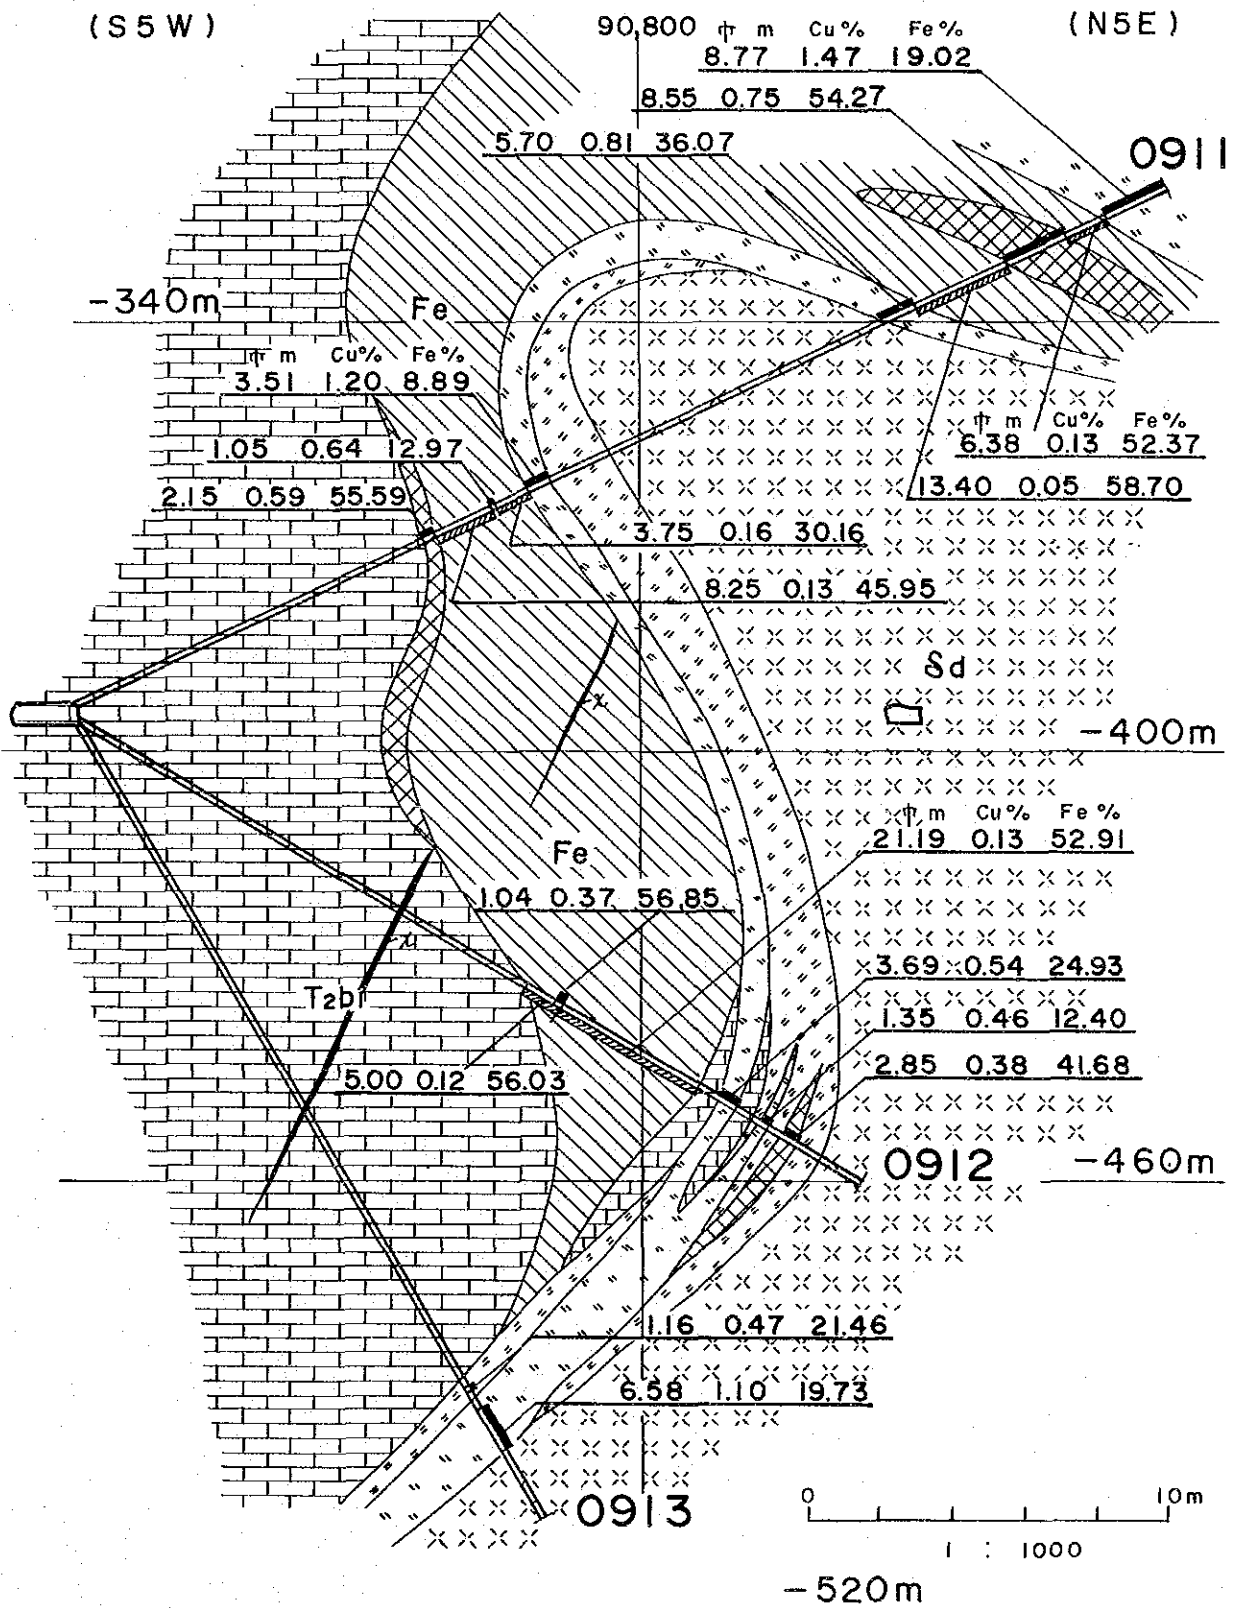 (S5W)
90,800
(N5E)
巾 m Cu% Fe%
8.77 1.47 19.02
8.55 0.75 54.27
5.70 0.81 36.07
0911
-340m
Fe
巾 m Cu% Fe%
3.51 1.20 8.89
1.05 0.64 12.97
2.15 0.59 55.59
巾 m Cu% Fe%
6.38 0.13 52.37
13.40 0.05 58.70
3.75 0.16 30.16
8.25 0.13 45.95
δd
χ
-400m
巾 m Cu% Fe%
21.19 0.13 52.91
Fe
1.04 0.37 56.85
χ
3.69 0.54 24.93
T2bf
1.35 0.46 12.40
2.85 0.38 41.68
5.00 0.12 56.03
0912
-460m
1.16 0.47 21.46
6.58 1.10 19.73
0913
0 10m
1 : 1000
-520m